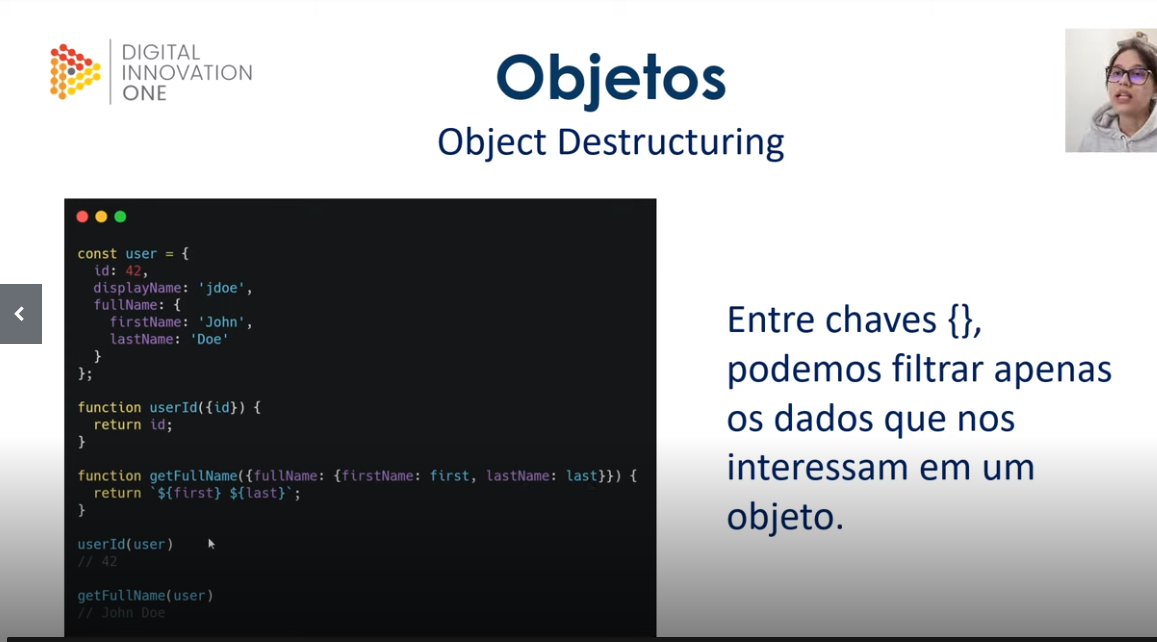 DIGITAL
INNOVATION
ONE
Objetos
Object Destructuring
const user = {
  id: 42,
  displayName: 'jdoe',
  fullName: {
    firstName: 'John',
    lastName: 'Doe'
  }
};
function userId({id}) {
  return id;
}
function getFullName({fullName: {firstName: first, lastName: last}}) {
  return `${first} ${last}`;
}
userId(user)
// 42
getFullName(user)
// John Doe
Entre chaves {},
podemos filtrar apenas
os dados que nos
interessam em um
objeto.